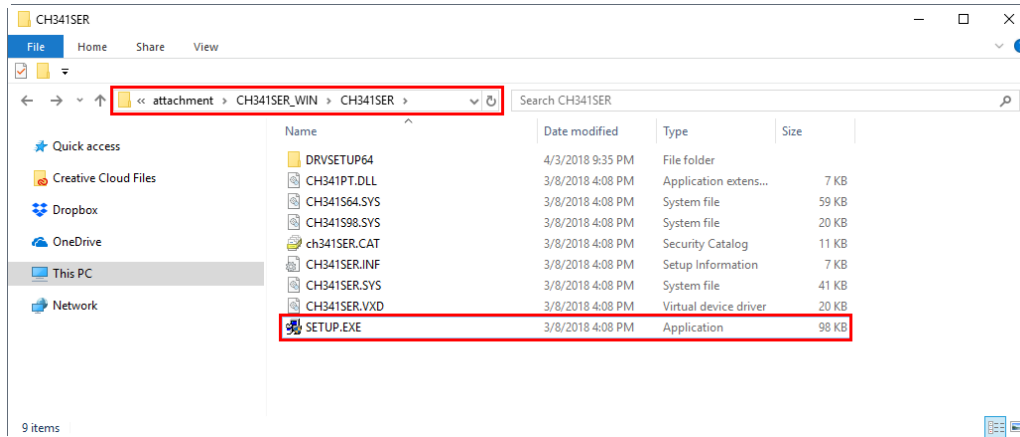 CH341SER
File Home Share View
« attachment › CH341SER_WIN › CH341SER ›
Search CH341SER
Name Date modified Type Size
Quick access
Creative Cloud Files
Dropbox
OneDrive
This PC
Network
DRVSETUP64 4/3/2018 9:35 PM File folder
CH341PT.DLL 3/8/2018 4:08 PM Application extens... 7 KB
CH341S64.SYS 3/8/2018 4:08 PM System file 59 KB
CH341S98.SYS 3/8/2018 4:08 PM System file 20 KB
ch341SER.CAT 3/8/2018 4:08 PM Security Catalog 11 KB
CH341SER.INF 3/8/2018 4:08 PM Setup Information 7 KB
CH341SER.SYS 3/8/2018 4:08 PM System file 41 KB
CH341SER.VXD 3/8/2018 4:08 PM Virtual device driver 20 KB
SETUP.EXE 3/8/2018 4:08 PM Application 98 KB
9 items